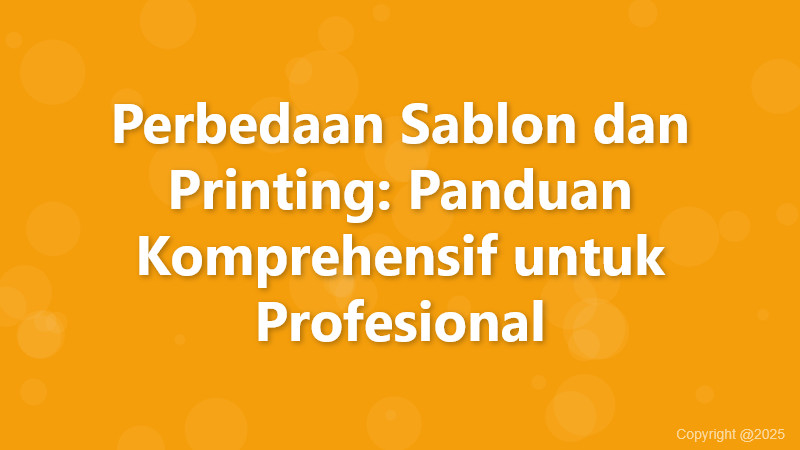 Perbedaan Sablon dan
Printing: Panduan
Komprehensif untuk
Profesional
Copyright @2025